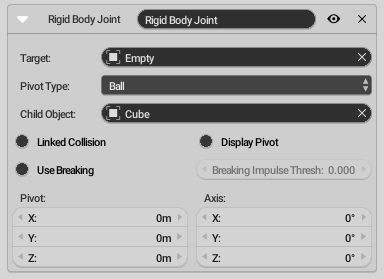 Rigid Body Joint Rigid Body Joint
Target: Empty
Pivot Type: Ball
Child Object: Cube
Linked Collision Display Pivot
Use Breaking Breaking Impulse Thresh: 0.000
Pivot: Axis:
X: 0m X: 0°
Y: 0m Y: 0°
Z: 0m Z: 0°